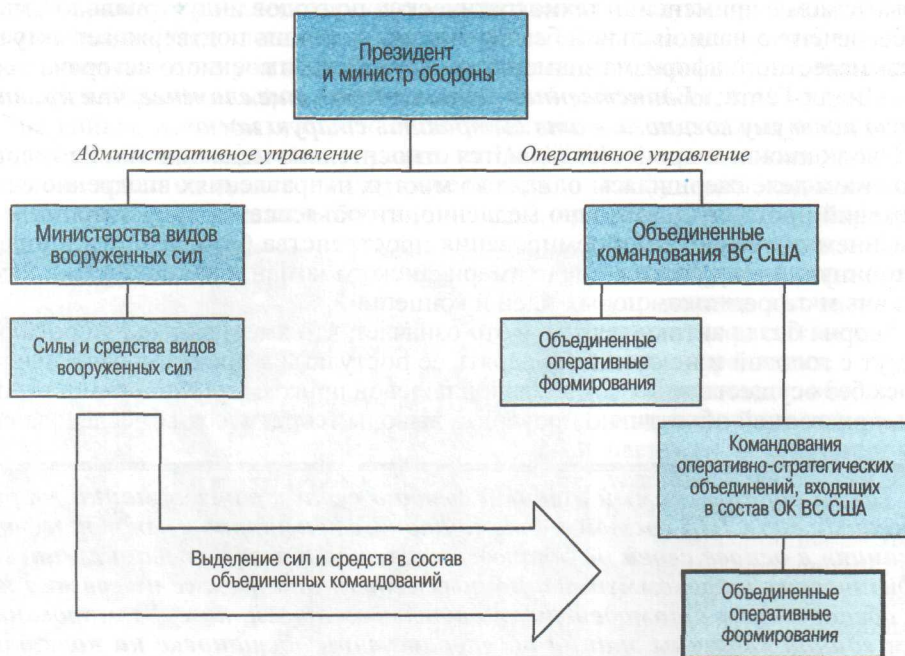 Президент
и министр обороны
Административное управление
Оперативное управление
Министерства видов
вооруженных сил
Объединенные
командования ВС США
Силы и средства видов
вооруженных сил
Объединенные
оперативные
формирования
Командования
оперативно-стратегических
объединений, входящих
в состав ОК ВС США
Выделение сил и средств в состав
объединенных командований
Объединенные
оперативные
формирования